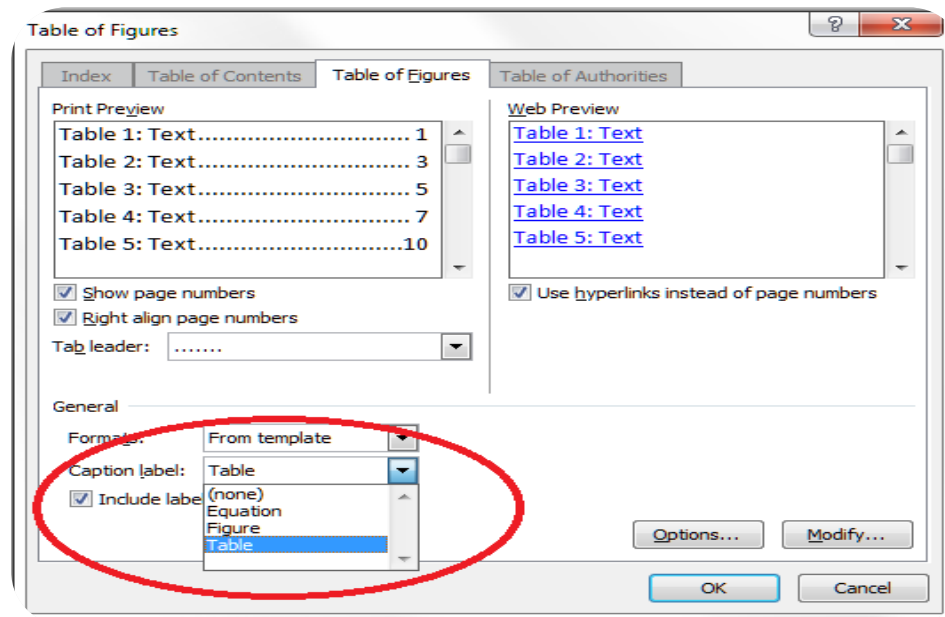 Table of Figures
Index
Table of Contents
Table of Figures
Table of Authorities
Print Preview
Table 1: Text................................ 1
Table 2: Text................................ 3
Table 3: Text................................ 5
Table 4: Text................................ 7
Table 5: Text..............................10
Show page numbers
Right align page numbers
Tab leader: .......
Web Preview
Table 1: Text
Table 2: Text
Table 3: Text
Table 4: Text
Table 5: Text
Use hyperlinks instead of page numbers
General
Formats: From template
Caption label: Table
Include labe
(none)
Equation
Figure
Table
Options...
Modify...
OK
Cancel